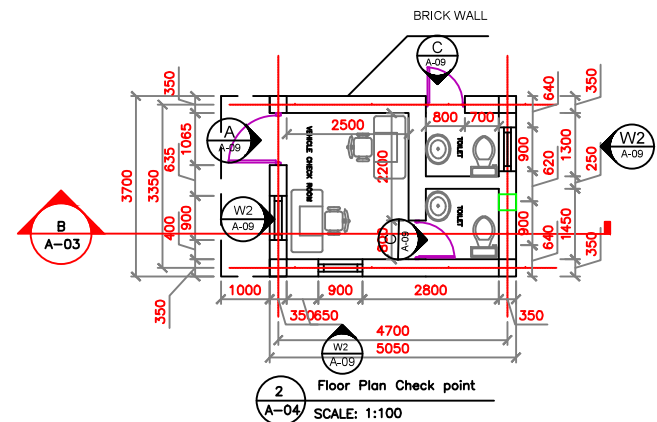 BRICK WALL
C
A-09
350
640
350
800
700
A
A-09
1065
2500
VEHICLE CHECK ROOM
TOILET
900
1300
W2
A-09
3700
3350
635
2200
620
250
B
A-03
W2
A-09
900
400
800
A-09
TOILET
900
1450
640
350
350
1000
900
2800
350
650
350
4700
W2
A-09
5050
2
A-04
Floor Plan Check point
SCALE: 1:100